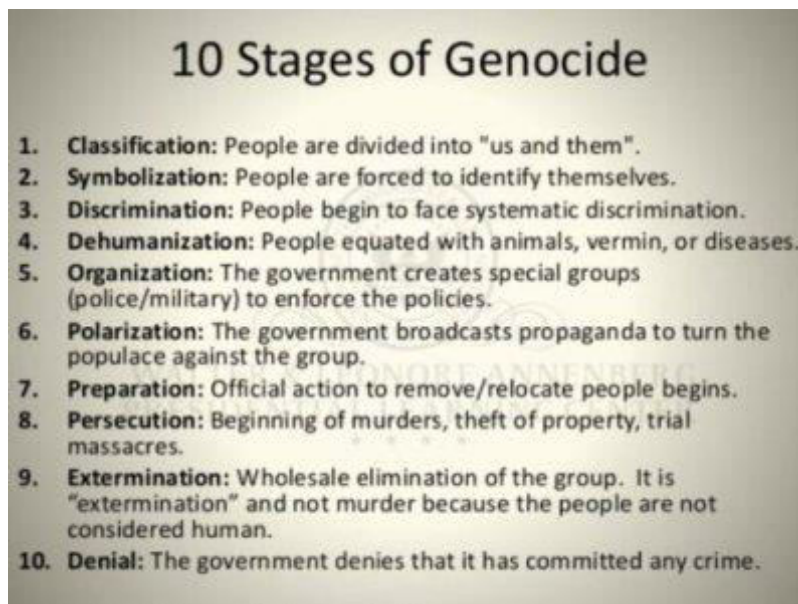 10 Stages of Genocide
1. Classification: People are divided into "us and them".
2. Symbolization: People are forced to identify themselves.
3. Discrimination: People begin to face systematic discrimination.
4. Dehumanization: People equated with animals, vermin, or diseases.
5. Organization: The government creates special groups
(police/military) to enforce the policies.
6. Polarization: The government broadcasts propaganda to turn the
populace against the group.
7. Preparation: Official action to remove/relocate people begins.
8. Persecution: Beginning of murders, theft of property, trial
massacres.
9. Extermination: Wholesale elimination of the group. It is
“extermination” and not murder because the people are not
considered human.
10. Denial: The government denies that it has committed any crime.